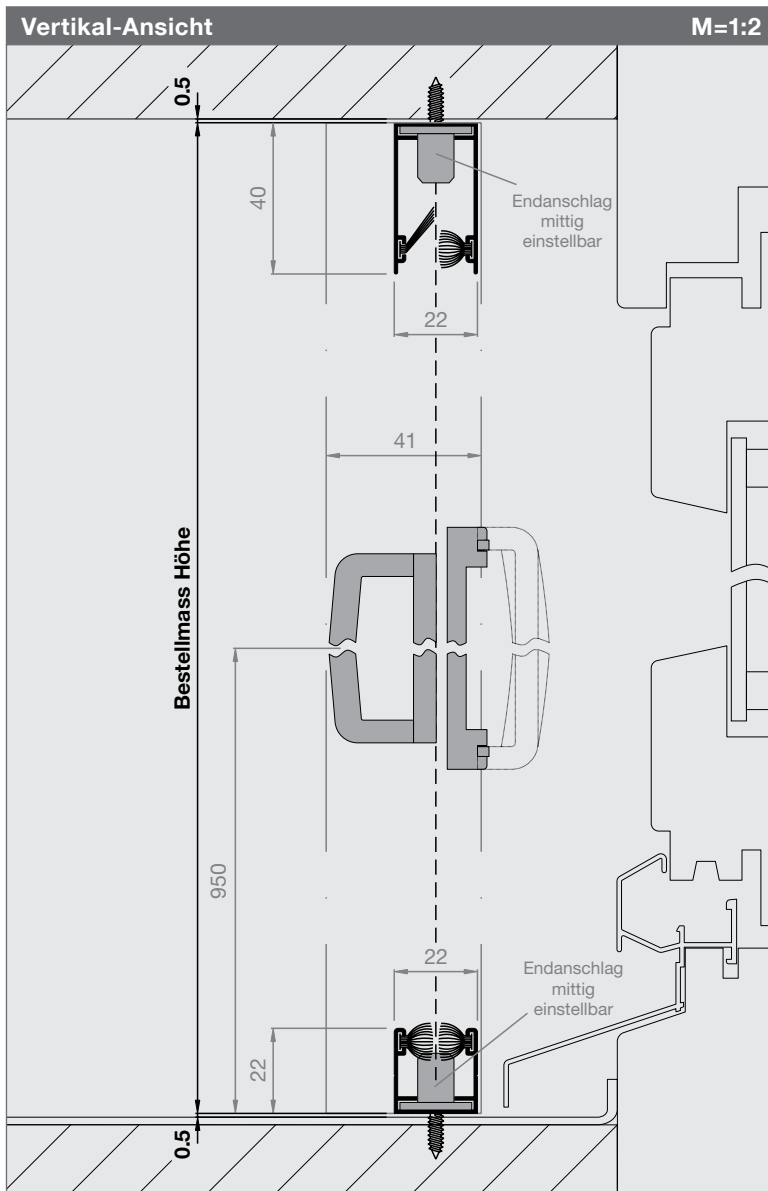 Vertikal-Ansicht M=1:2
0.5
40
Endanschlag
mittig
einstellbar
22
41
Bestellmass Höhe
950
22
Endanschlag
mittig
einstellbar
22
0.5